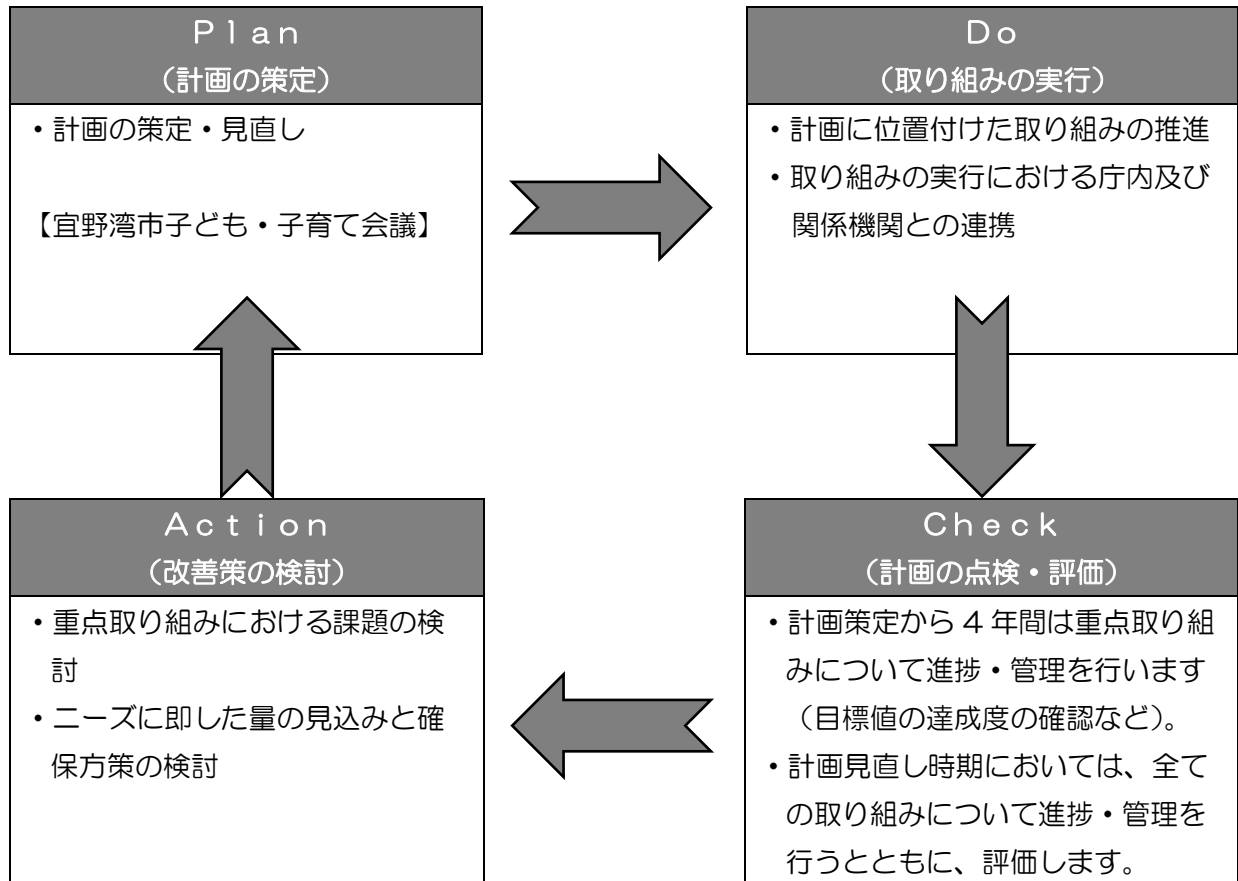 Ｐｌａｎ
（計画の策定）
・計画の策定・見直し
【宜野湾市子ども・子育て会議】
Ｄｏ
（取り組みの実行）
・計画に位置付けた取り組みの推進
・取り組みの実行における庁内及び
関係機関との連携
Ａｃｔｉｏｎ
（改善策の検討）
・重点取り組みにおける課題の検
討
・ニーズに即した量の見込みと確
保方策の検討
Ｃｈｅｃｋ
（計画の点検・評価）
・計画策定から 4 年間は重点取り組
みについて進捗・管理を行います
（目標値の達成度の確認など）。
・計画見直し時期においては、全て
の取り組みについて進捗・管理を
行うとともに、評価します。